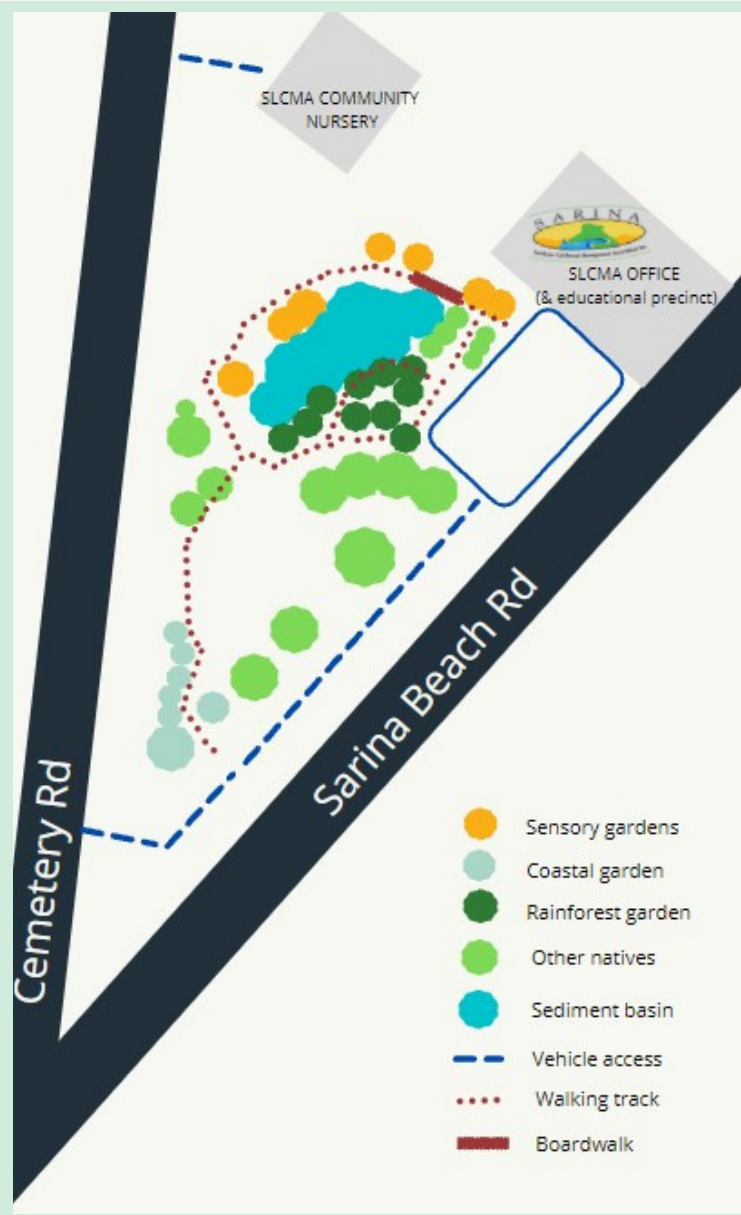 SLCMA COMMUNITY
NURSERY
SARINA
SLCMA OFFICE
(& educational precinct)
Sarina Beach Rd
Cemetery Rd
Sensory gardens
Coastal garden
Rainforest garden
Other natives
Sediment basin
Vehicle access
Walking track
Boardwalk